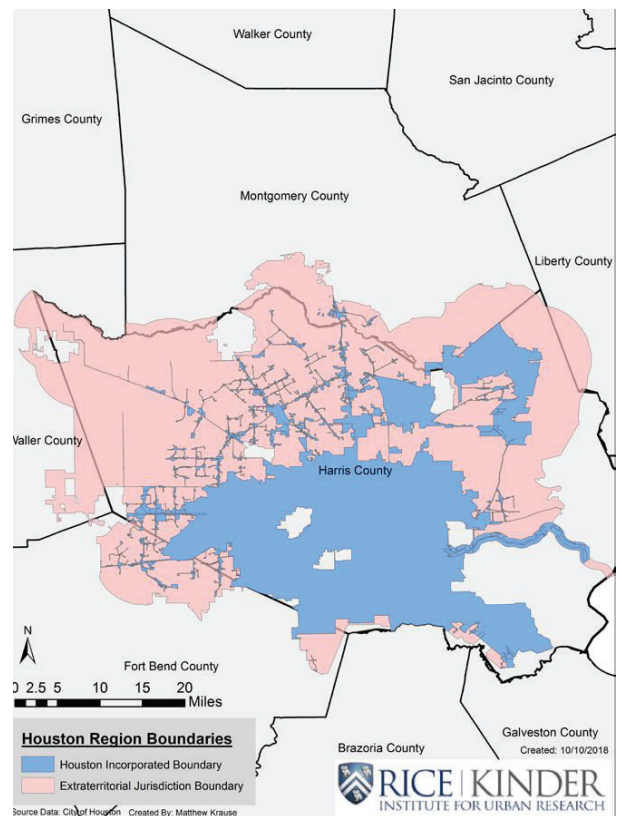 Walker County
San Jacinto County
Grimes County
Montgomery County
Liberty County
Waller County
Harris County
N
Fort Bend County
0 2.5 5 10 15 20
Miles
Galveston County
Brazoria County
Created: 10/10/2018
Houston Region Boundaries
Houston Incorporated Boundary
Extraterritorial Jurisdiction Boundary
RICE | KINDER
INSTITUTE FOR URBAN RESEARCH
Source Data: City of Houston Created By: Matthew Krause